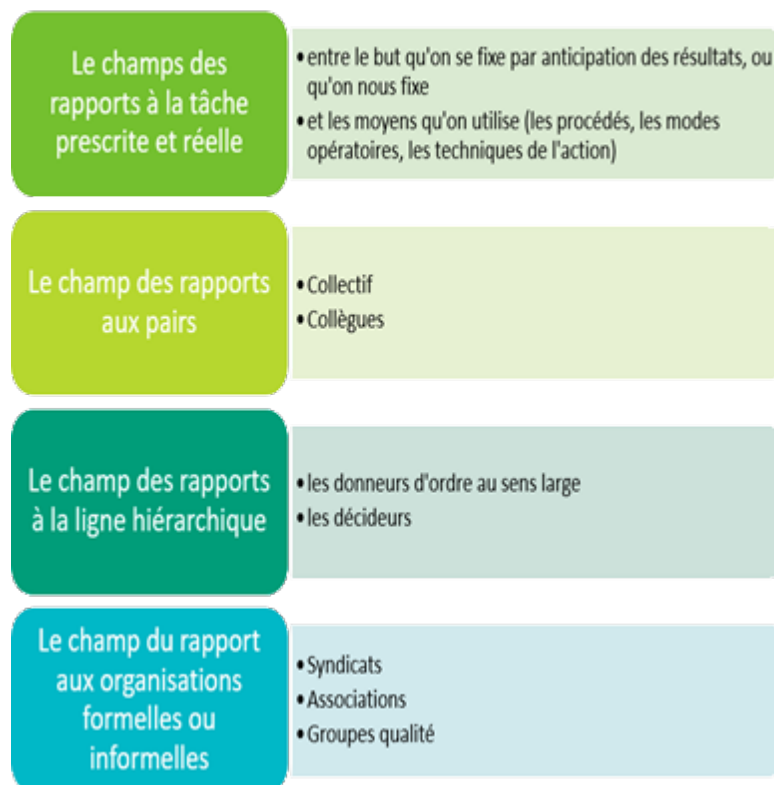 Le champs des
rapports à la tâche
prescrite et réelle
•entre le but qu'on se fixe par anticipation des résultats, ou
qu'on nous fixe
•et les moyens qu'on utilise (les procédés, les modes
opératoires, les techniques de l'action)
Le champ des rapports
aux pairs
•Collectif
•Collègues
Le champ des rapports
à la ligne hiérarchique
•les donneurs d'ordre au sens large
•les décideurs
Le champ du rapport
aux organisations
formelles ou
informelles
•Syndicats
•Associations
•Groupes qualité